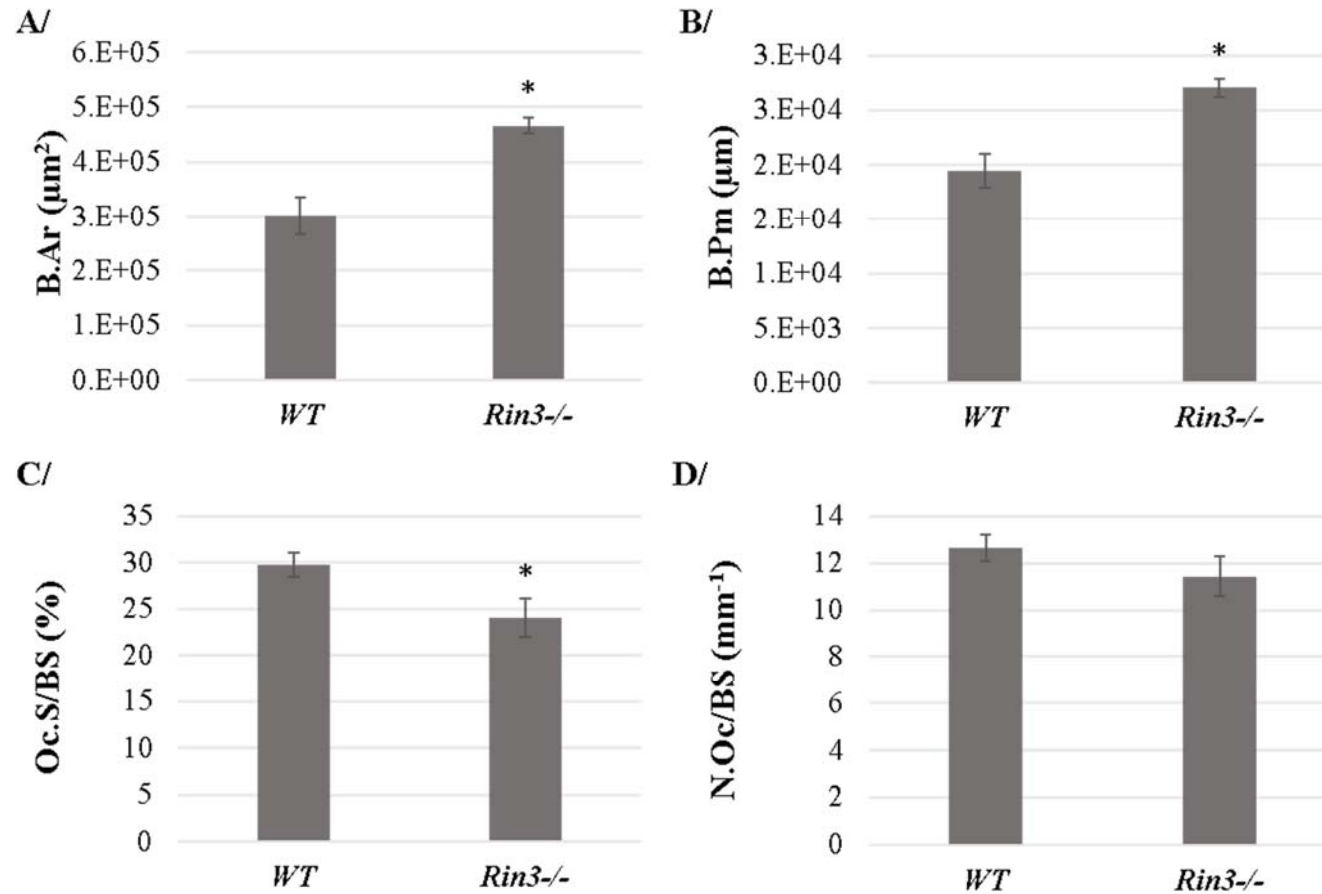 A/
6.E+05
5.E+05
4.E+05
3.E+05
2.E+05
1.E+05
0.E+00
B.Ar (µm²)
*
WT Rin3-/-
B/
3.E+04
3.E+04
2.E+04
2.E+04
1.E+04
5.E+03
0.E+00
B.Pm (µm)
*
WT Rin3-/-
C/
35
30
25
20
15
10
5
0
Oc.S/BS (%)
*
WT Rin3-/-
D/
14
12
10
8
6
4
2
0
N.Oc/BS (mm⁻¹)
WT Rin3-/-